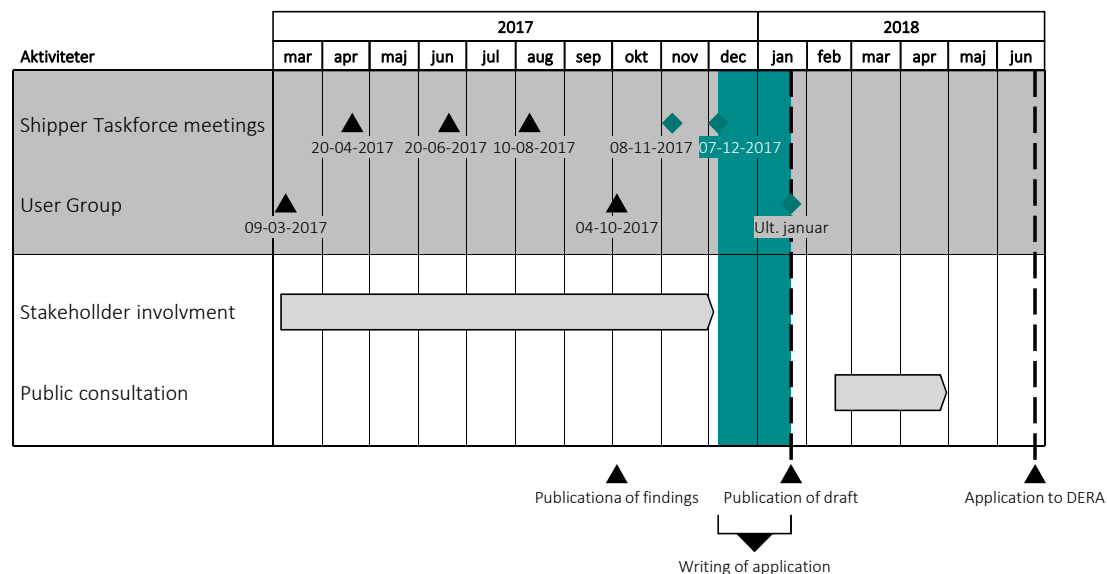 2017 2018
Aktiviteter mar apr maj jun jul aug sep okt nov dec jan feb mar apr maj jun
Shipper Taskforce meetings
20-04-2017 20-06-2017 10-08-2017 08-11-2017 07-12-2017
User Group
09-03-2017 04-10-2017 Ult. januar
Stakehollder involvment
Public consultation
Publicationa of findings Publication of draft Application to DERA
Writing of application